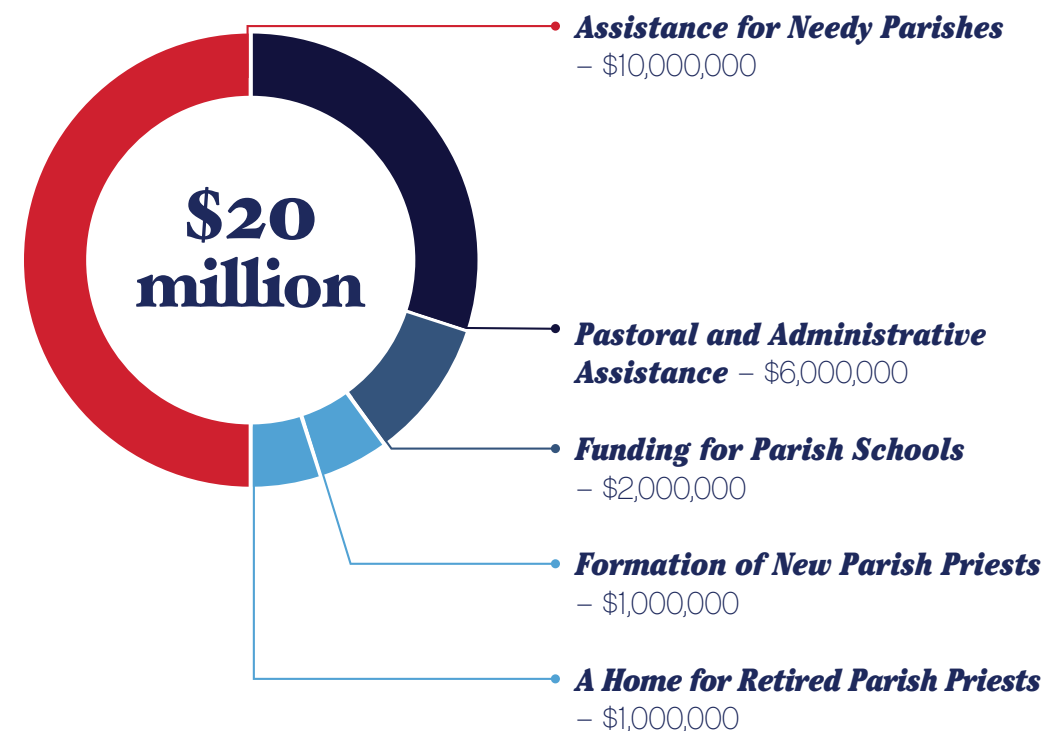 $20
million
Assistance for Needy Parishes
– $10,000,000
Pastoral and Administrative
Assistance – $6,000,000
Funding for Parish Schools
– $2,000,000
Formation of New Parish Priests
– $1,000,000
A Home for Retired Parish Priests
– $1,000,000